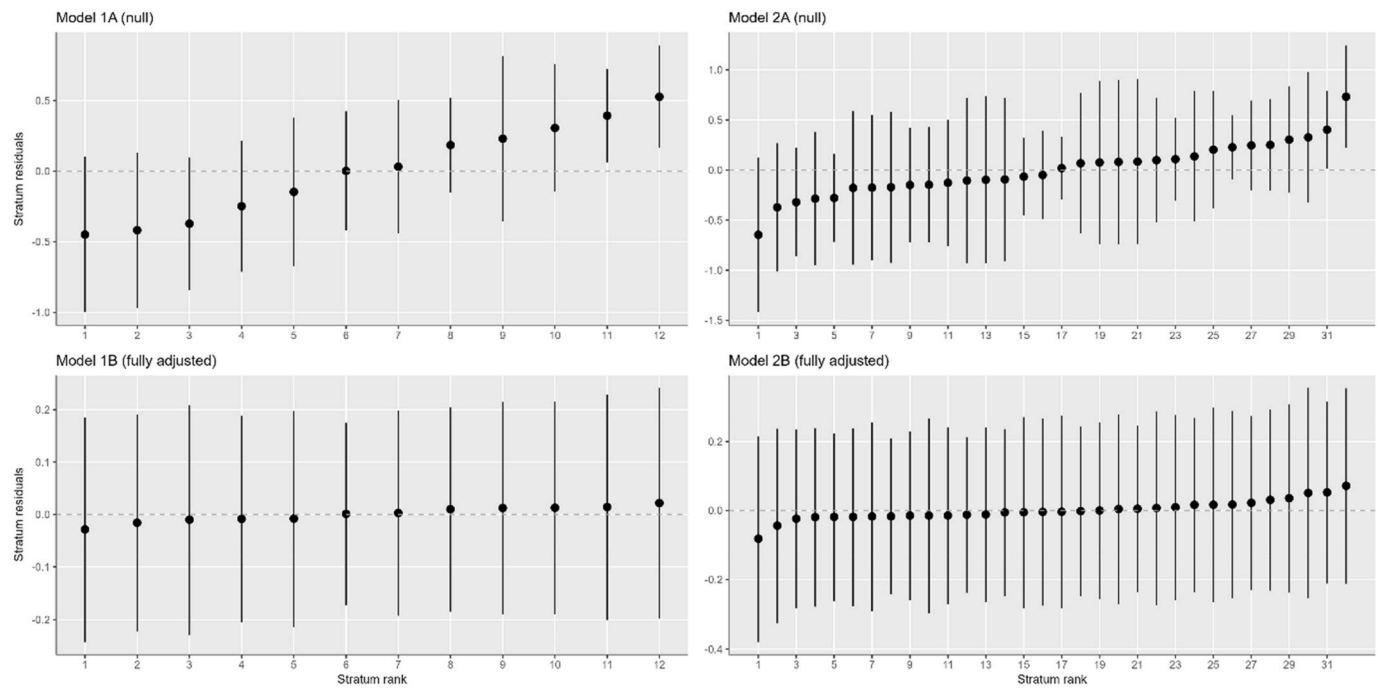 Model 1A (null)
Stratum residuals
0.5
0.0
-0.5
-1.0
1 2 3 4 5 6 7 8 9 10 11 12
Model 2A (null)
1.0
0.5
0.0
-0.5
-1.0
-1.5
1 3 5 7 9 11 13 15 17 19 21 23 25 27 29 31
Model 1B (fully adjusted)
Stratum residuals
0.2
0.1
0.0
-0.1
-0.2
1 2 3 4 5 6 7 8 9 10 11 12
Stratum rank
Model 2B (fully adjusted)
0.2
0.0
-0.2
-0.4
1 3 5 7 9 11 13 15 17 19 21 23 25 27 29 31
Stratum rank